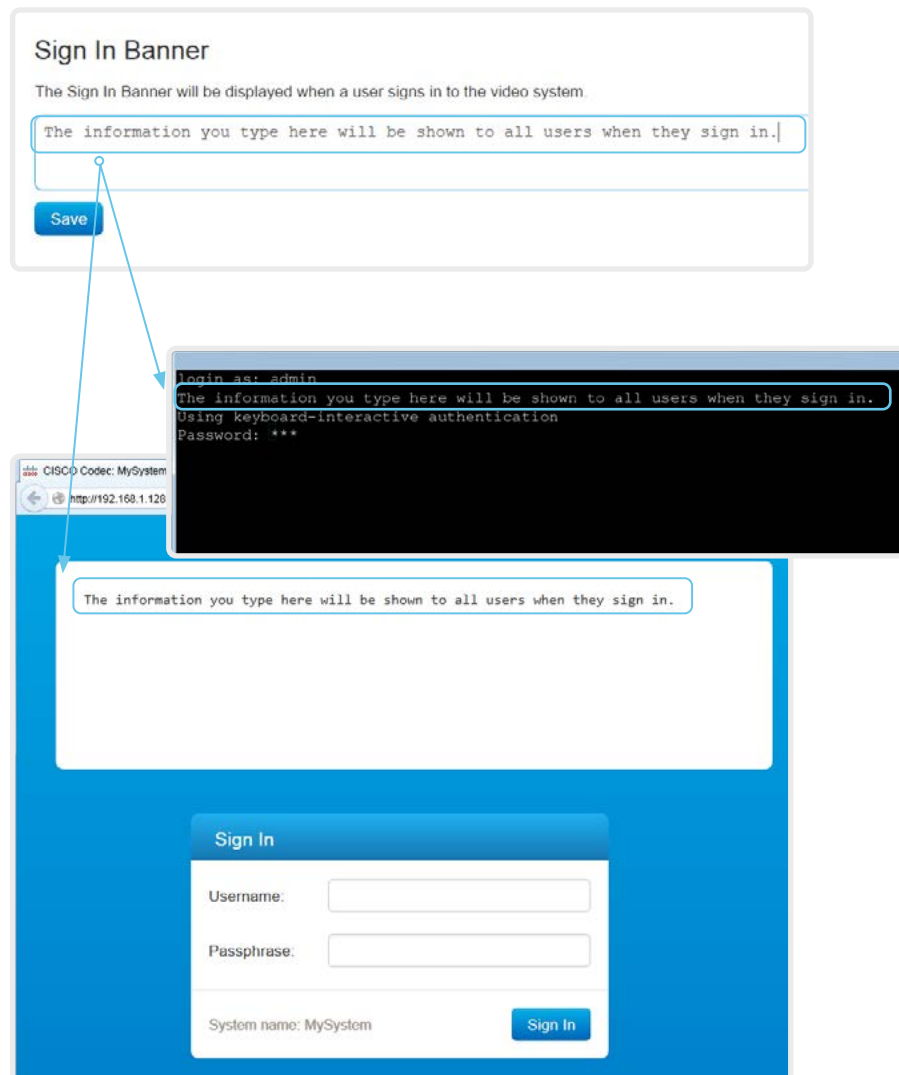 Sign In Banner
The Sign In Banner will be displayed when a user signs in to the video system.
The information you type here will be shown to all users when they sign in.
Save
login as: admin
The information you type here will be shown to all users when they sign in.
Using keyboard-interactive authentication
Password: ***
CISCO Codec: MySystem
http://192.168.1.128
The information you type here will be shown to all users when they sign in.
Sign In
Username:
Passphrase:
System name: MySystem
Sign In